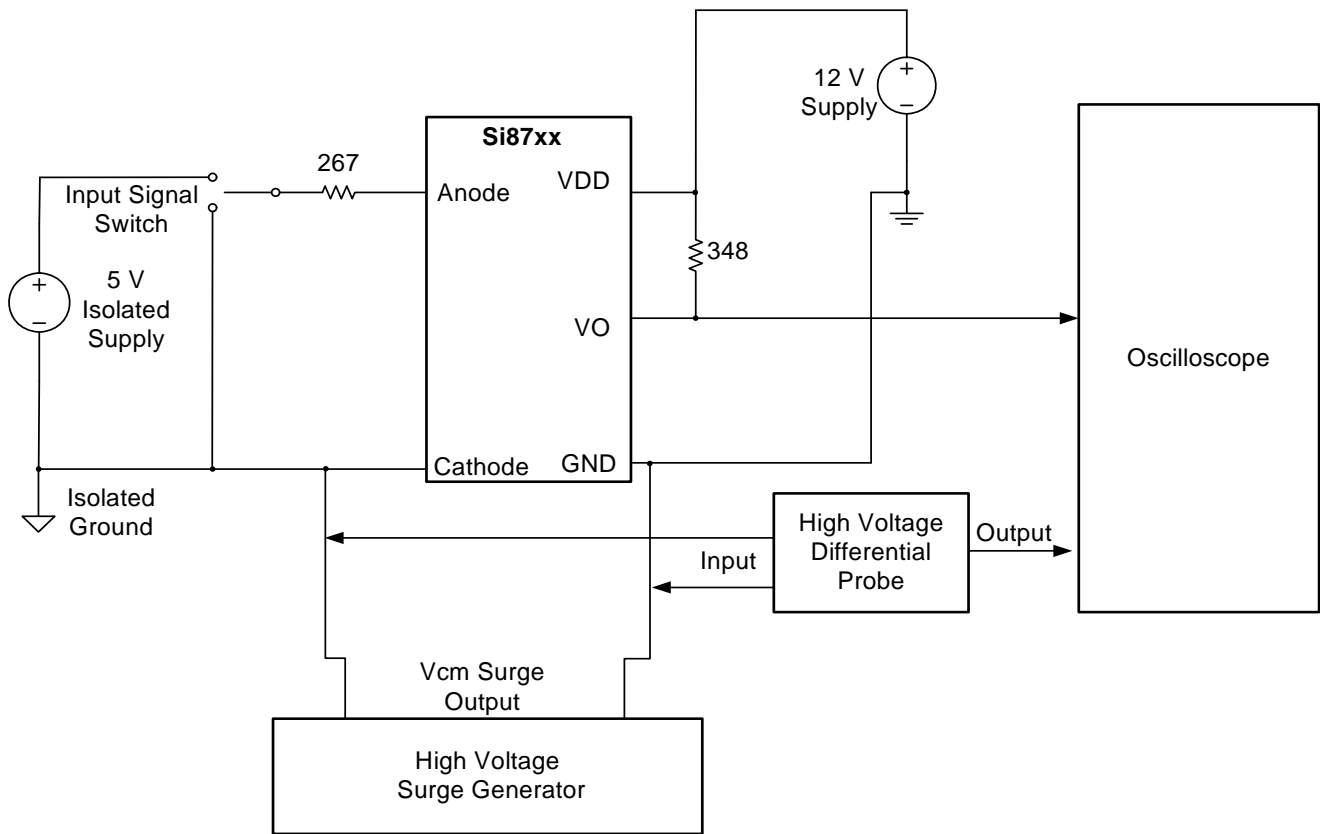 12 V
Supply
+
–
Si87xx
267
Input Signal
Switch
Anode
VDD
348
5 V
Isolated
Supply
+
–
VO
Oscilloscope
Cathode
GND
Isolated
Ground
High Voltage
Differential
Probe
Input
Output
Vcm Surge
Output
High Voltage
Surge Generator